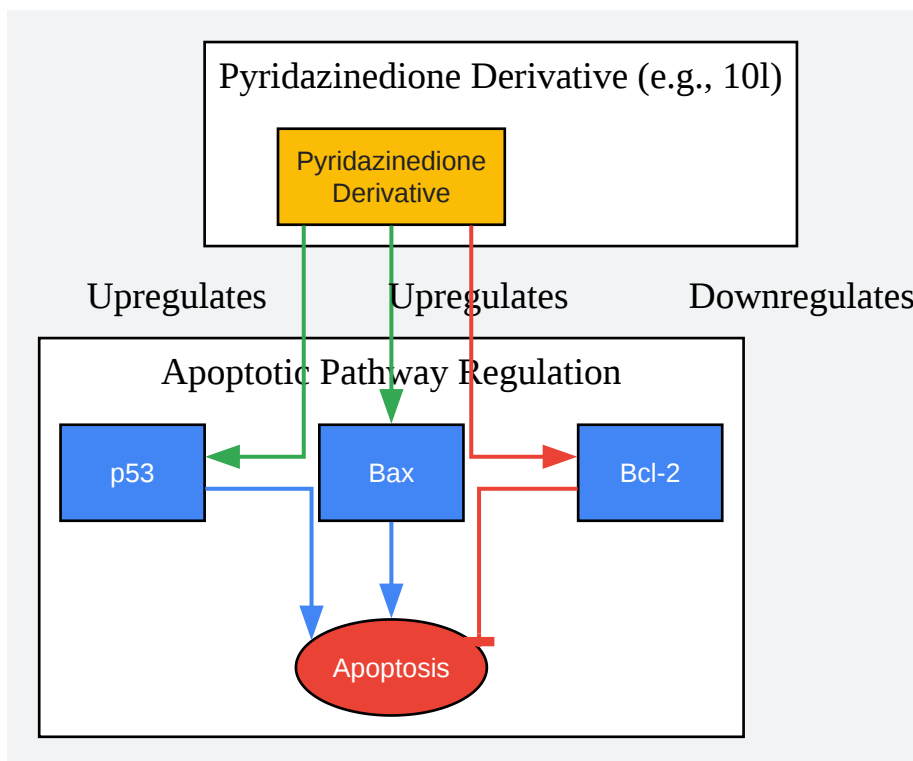 Pyridazinedione Derivative (e.g., 10l)
Pyridazinedione
Derivative
Upregulates
Upregulates
Downregulates
Apoptotic Pathway Regulation
p53
Bax
Bcl-2
Apoptosis